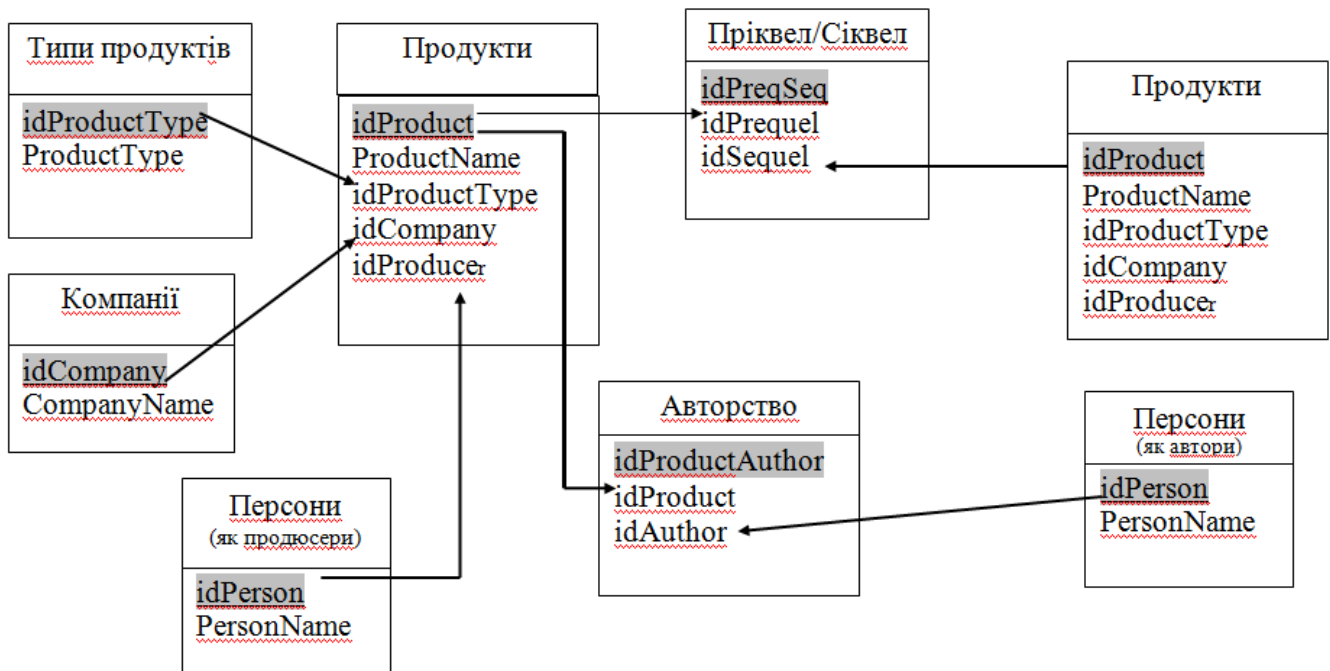 Типи продуктів
idProductType
ProductType
Продукти
idProduct
ProductName
idProductType
idCompany
idProducer
Пріквел/Сіквел
idPreqSeq
idPrequel
idSequel
Продукти
idProduct
ProductName
idProductType
idCompany
idProducer
Компанії
idCompany
CompanyName
Персони
(як продюсери)
idPerson
PersonName
Авторство
idProductAuthor
idProduct
idAuthor
Персони
(як автори)
idPerson
PersonName